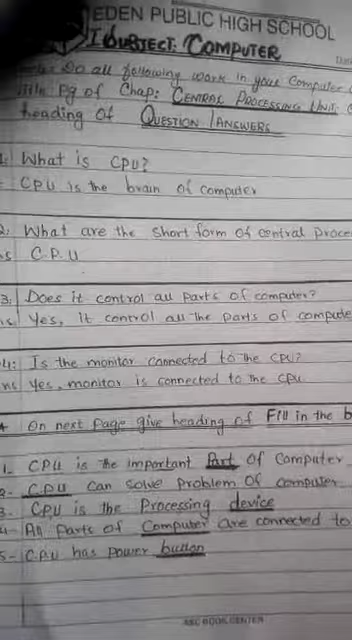 EDEN PUBLIC HIGH SCHOOL
SUBJECT: COMPUTER
Do all following work in your Computer
Pg of Chap: CENTRAL PROCESSING UNIT
heading of QUESTION/ANSWERS
1. What is CPU?
CPU is the brain of computer
2. What are the short form of central proce
C.P.U
3. Does it control all parts of computer?
Yes, it control all the parts of compute
4. Is the monitor connected to the CPU?
Yes, monitor is connected to the cpu
On next page give heading of Fill in the b
1. CPU is the important Part of Computer
2- CPU can solve problem of computer
3- CPU is the Processing device
4- All parts of Computer are connected to
5- CPU has power button
ABC BOOK CENTER